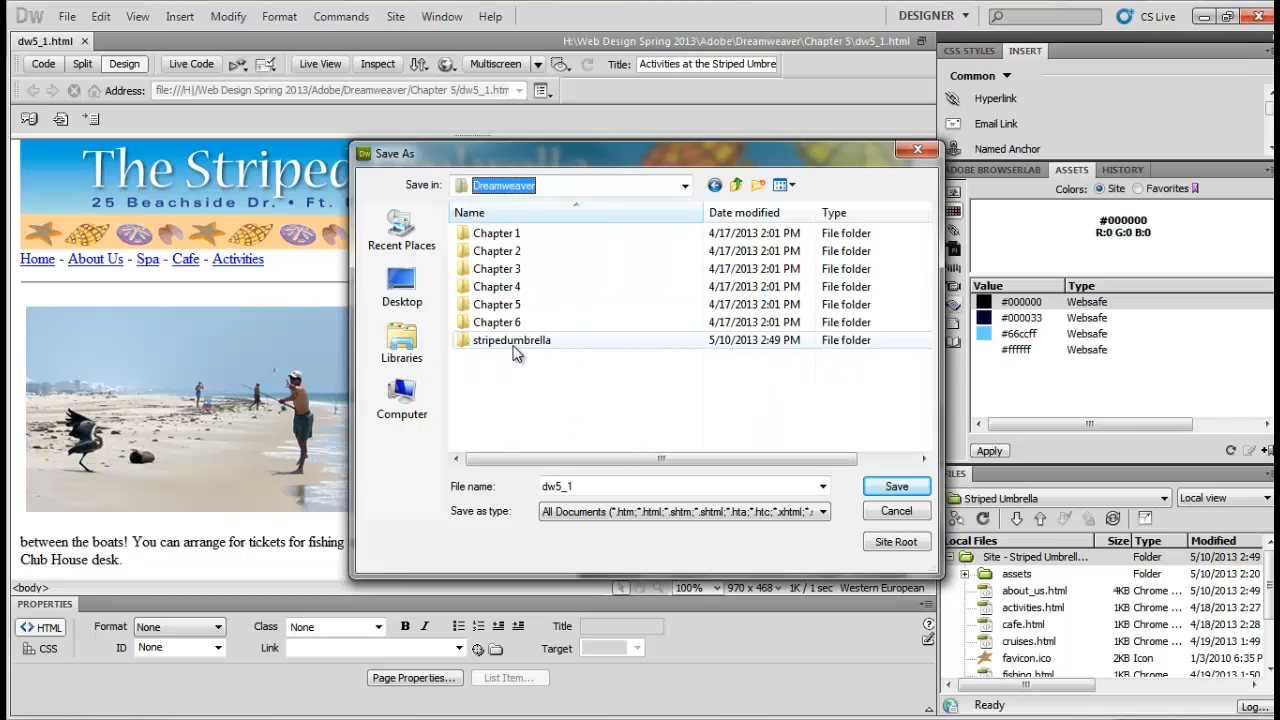 Dw File Edit View Insert Modify Format Commands Site Window Help DESIGNER CS Live
dw5_1.html × H:\Web Design Spring 2013\Adobe\Dreamweaver\Chapter 5\dw5_1.html
Code Split Design Live Code Live View Inspect Multiscreen Title: Activities at the Striped Umbre
Address: file:///H|/Web Design Spring 2013/Adobe/Dreamweaver/Chapter 5/dw5_1.htm
The Striped
25 Beachside Dr. • Ft.
Home - About Us - Spa - Cafe - Activities
between the boats! You can arrange for tickets for fishing
Club House desk.
Dw Save As
Save in: Dreamweaver
Name Date modified Type
Chapter 1 4/17/2013 2:01 PM File folder
Chapter 2 4/17/2013 2:01 PM File folder
Chapter 3 4/17/2013 2:01 PM File folder
Chapter 4 4/17/2013 2:01 PM File folder
Chapter 5 4/17/2013 2:01 PM File folder
Chapter 6 4/17/2013 2:01 PM File folder
stripedumbrella 5/10/2013 2:49 PM File folder
Recent Places
Desktop
Libraries
Computer
File name: dw5_1 Save
Save as type: All Documents (*.htm;*.html;*.shtm;*.shtml;*.hta;*.htc;*.xhtml;*. Cancel
Site Root
<body> 100% 970 x 468 1K / 1 sec Western European
PROPERTIES
HTML Format None Class None B I Title
CSS ID None Link Target
Page Properties... List Item...
CSS STYLES INSERT
Common
Hyperlink
Email Link
Named Anchor
ADOBE BROWSERLAB ASSETS HISTORY
Colors: Site Favorites
#000000
R:0 G:0 B:0
Value Type
#000000 Websafe
#000033 Websafe
#66ccff Websafe
#ffffff Websafe
Apply
FILES
Striped Umbrella Local view
Local Files Size Type Modified
Site - Striped Umbrell... Folder 5/10/2013 2:49
assets Folder 5/10/2013 2:20
about_us.html 4KB Chrome ... 5/10/2013 2:49
activities.html 2KB Chrome ... 4/18/2013 2:27
cafe.html 3KB Chrome ... 4/18/2013 2:27
cruises.html 1KB Chrome ... 4/19/2013 1:49
favicon.ico 2KB Icon 1/3/2010 6:35 P
fishing.html 1KB Chrome ... 4/19/2013 1:50
Ready Log...